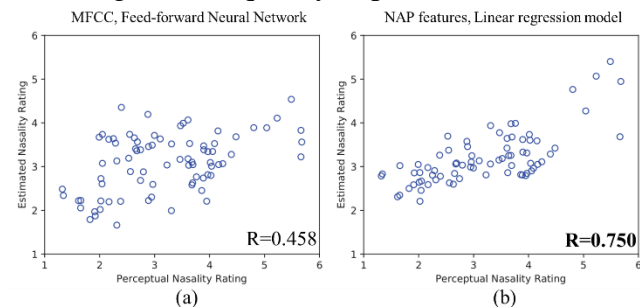 MFCC, Feed-forward Neural Network
6
5
4
3
2
1
Estimated Nasality Rating
R=0.458
1 2 3 4 5 6
Perceptual Nasality Rating
(a)
NAP features, Linear regression model
6
5
4
3
2
1
Estimated Nasality Rating
R=0.750
1 2 3 4 5 6
Perceptual Nasality Rating
(b)